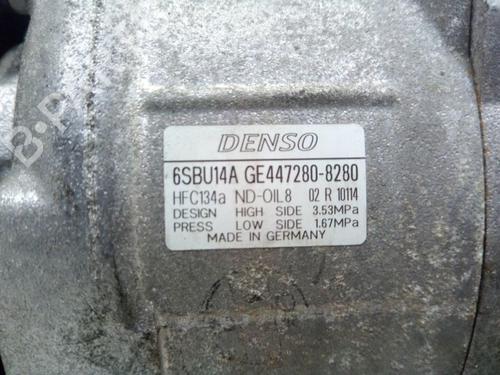 DENSO
6SBU14A GE447280-8280
HFC134a ND-OIL8 02 R 10114
DESIGN HIGH SIDE 3.53MPa
PRESS LOW SIDE 1.67MPa
MADE IN GERMANY
B-PARTS